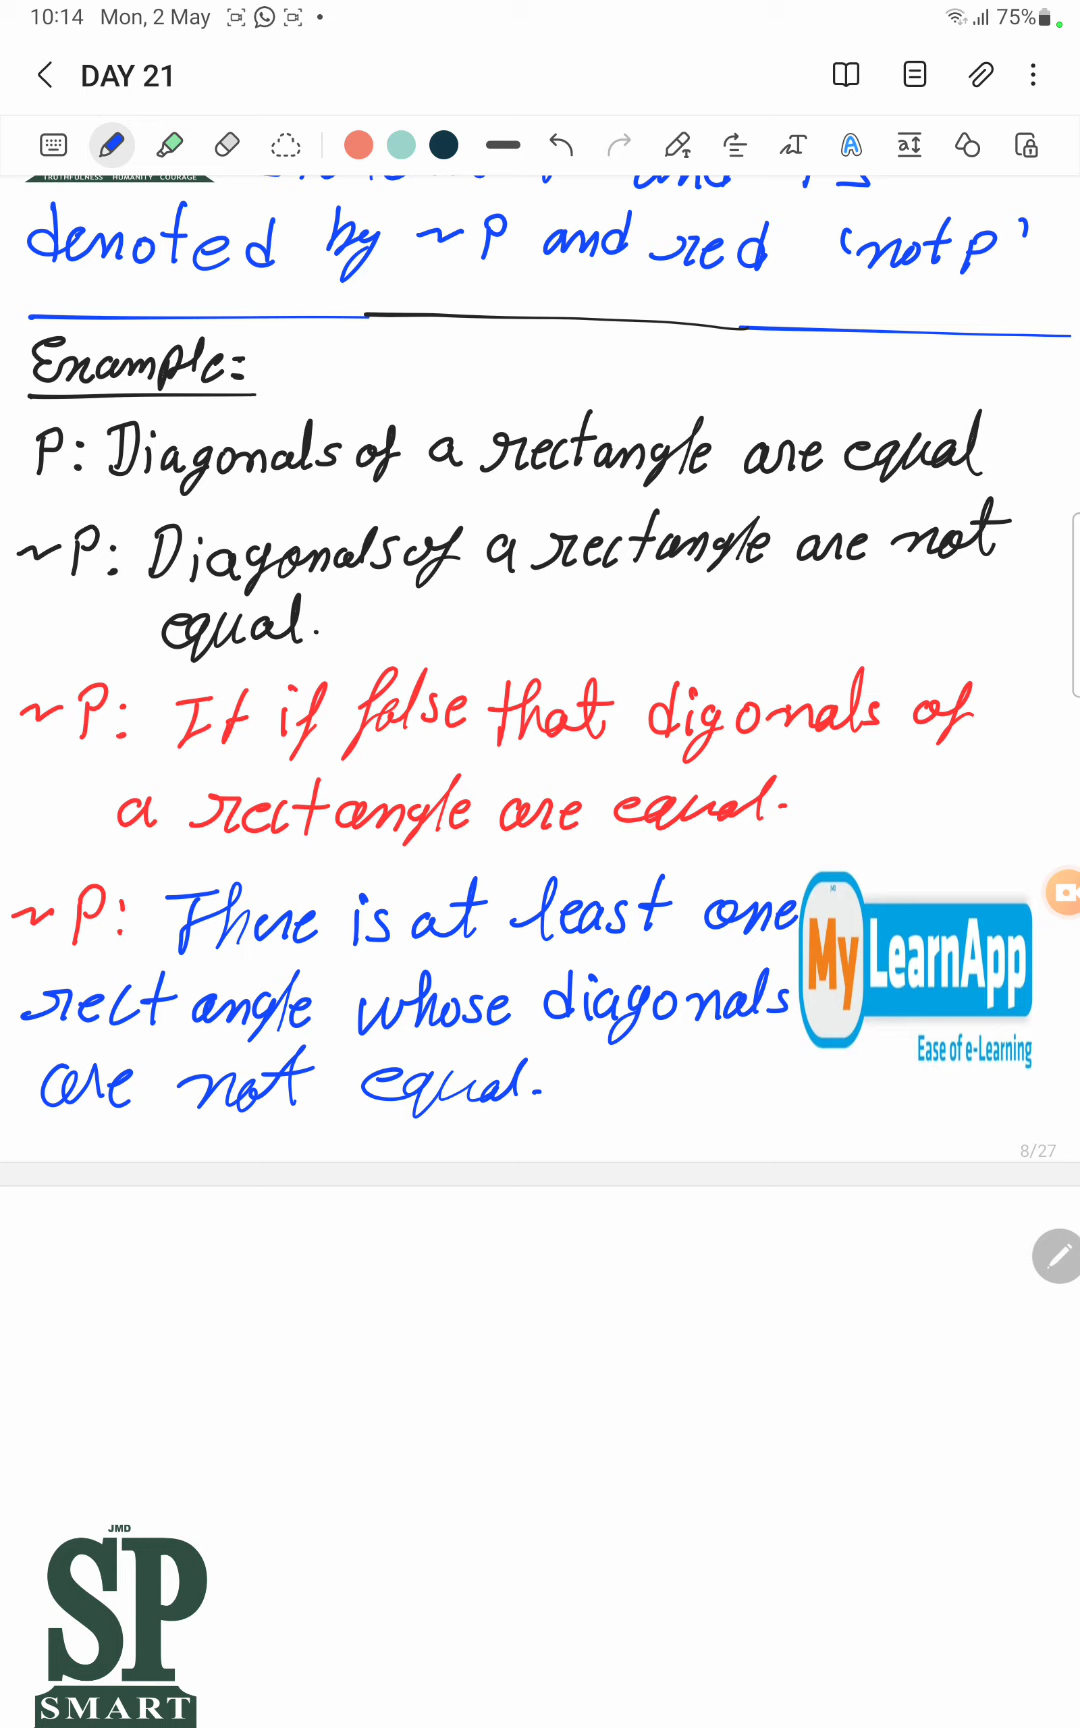 10:14 Mon, 2 May 75%
DAY 21
TRUTHFULNESS HUMANITY COURAGE
denoted by ~p and red 'not p'
Example:
P: Diagonals of a rectangle are equal
~P: Diagonals of a rectangle are not
equal.
~P: It if false that digonals of
a rectangle are equal.
~P: There is at least one
rectangle whose diagonals
are not equal.
My LearnApp
Ease of e-Learning
8/27
JMD
SP
SMART